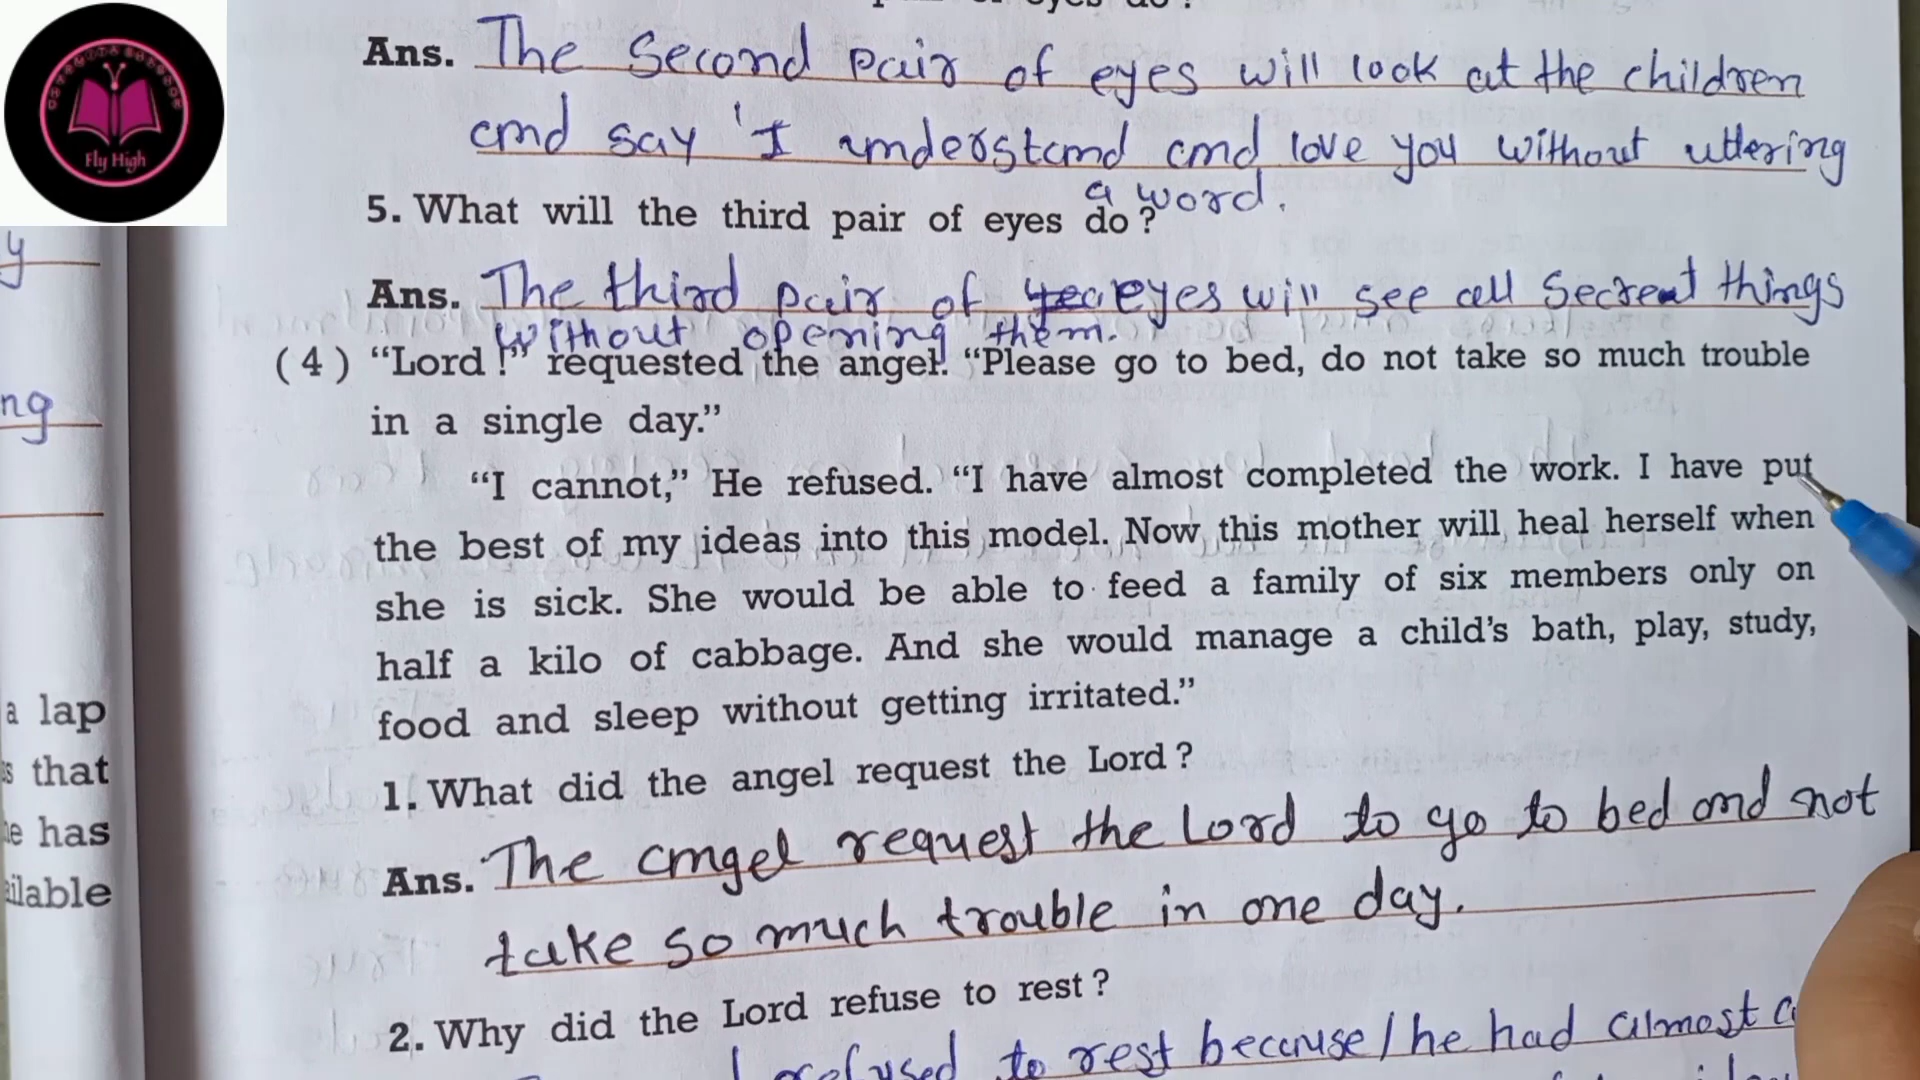 Fly High
Ans. The Second pair of eyes will look at the children
and say 'I understand and love you without uttering
a word.
5. What will the third pair of eyes do?
Ans. The third pair of eyes will see all Secreat things
without opening them.
(4) “Lord !” requested the angel. “Please go to bed, do not take so much trouble
in a single day.”
“I cannot,” He refused. “I have almost completed the work. I have put
the best of my ideas into this model. Now this mother will heal herself when
she is sick. She would be able to feed a family of six members only on
half a kilo of cabbage. And she would manage a child’s bath, play, study,
food and sleep without getting irritated.”
1. What did the angel request the Lord?
Ans. The angel request the Lord to go to bed and not
take so much trouble in one day.
2. Why did the Lord refuse to rest?
refused to rest because he had almost
y
ng
a lap
that
has